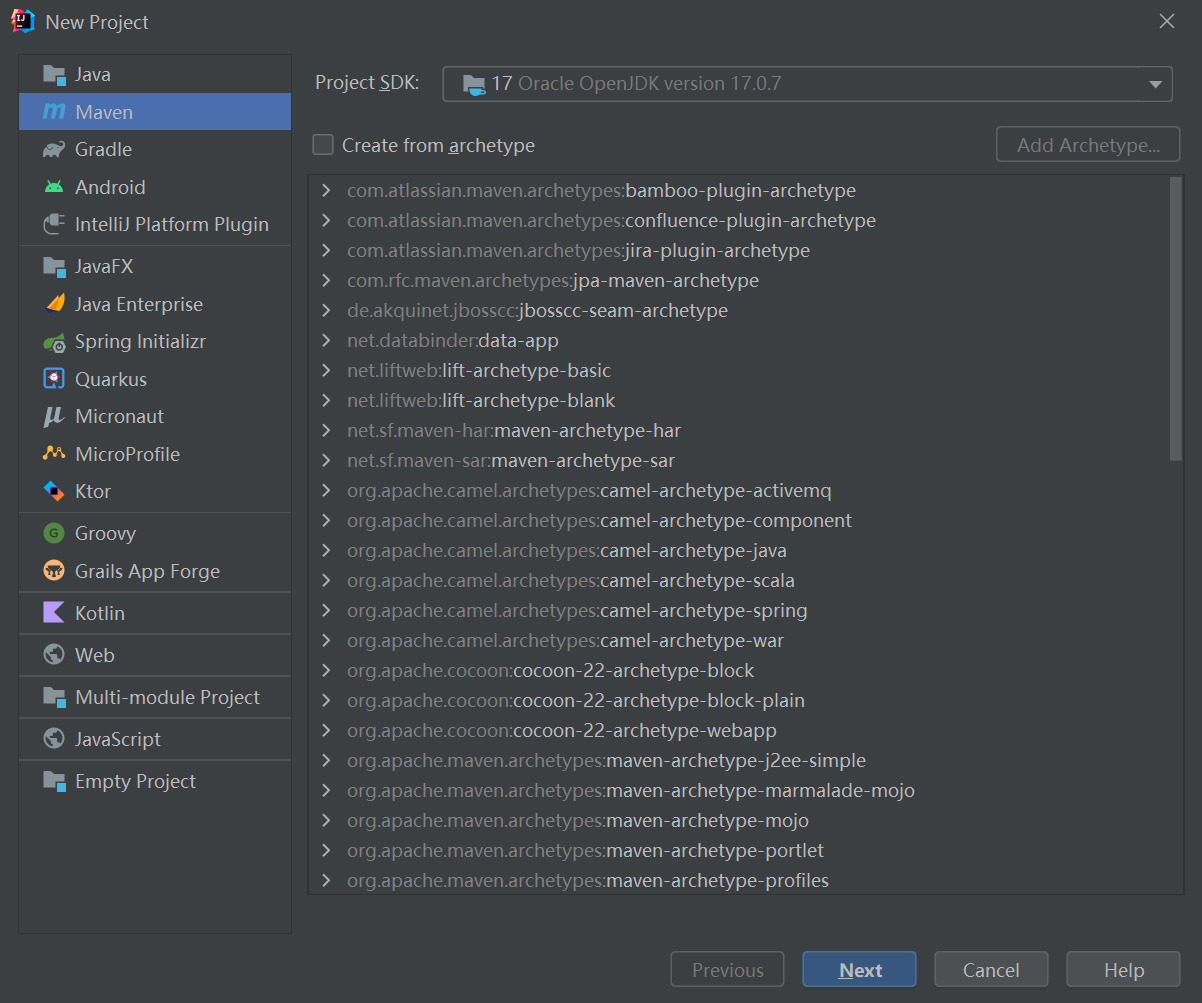 New Project
Java
Maven
Gradle
Android
IntelliJ Platform Plugin
JavaFX
Java Enterprise
Spring Initializr
Quarkus
Micronaut
MicroProfile
Ktor
Groovy
Grails App Forge
Kotlin
Web
Multi-module Project
JavaScript
Empty Project
Project SDK: 17 Oracle OpenJDK version 17.0.7
Create from archetype
Add Archetype...
com.atlassian.maven.archetypes:bamboo-plugin-archetype
com.atlassian.maven.archetypes:confluence-plugin-archetype
com.atlassian.maven.archetypes:jira-plugin-archetype
com.rfc.maven.archetypes:jpa-maven-archetype
de.akquinet.jbosscc:jbosscc-seam-archetype
net.databinder:data-app
net.liftweb:lift-archetype-basic
net.liftweb:lift-archetype-blank
net.sf.maven-har:maven-archetype-har
net.sf.maven-sar:maven-archetype-sar
org.apache.camel.archetypes:camel-archetype-activemq
org.apache.camel.archetypes:camel-archetype-component
org.apache.camel.archetypes:camel-archetype-java
org.apache.camel.archetypes:camel-archetype-scala
org.apache.camel.archetypes:camel-archetype-spring
org.apache.camel.archetypes:camel-archetype-war
org.apache.cocoon:cocoon-22-archetype-block
org.apache.cocoon:cocoon-22-archetype-block-plain
org.apache.cocoon:cocoon-22-archetype-webapp
org.apache.maven.archetypes:maven-archetype-j2ee-simple
org.apache.maven.archetypes:maven-archetype-marmalade-mojo
org.apache.maven.archetypes:maven-archetype-mojo
org.apache.maven.archetypes:maven-archetype-portlet
org.apache.maven.archetypes:maven-archetype-profiles
Previous
Next
Cancel
Help